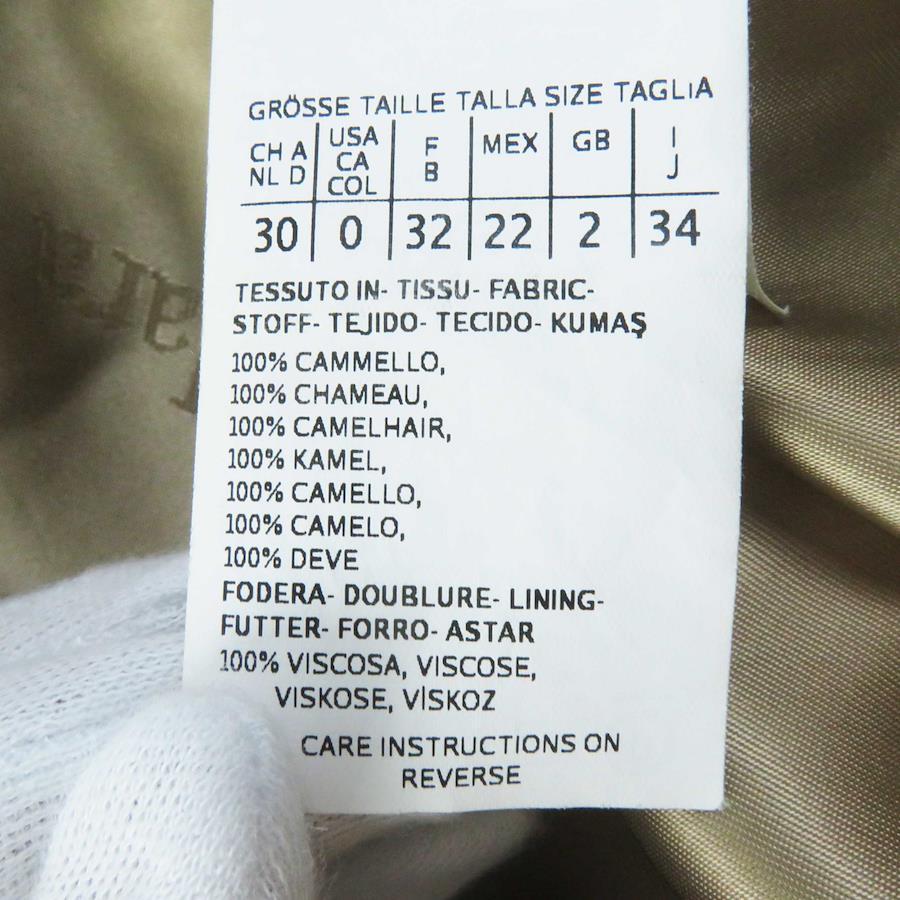 GRÖSSE TAILLE TALLA SIZE TAGLIA
CH A NL D | USA CA COL | F B | MEX | GB | I J
30 | 0 | 32 | 22 | 2 | 34
TESSUTO IN- TISSU- FABRIC-
STOFF- TEJIDO- TECIDO- KUMAŞ
100% CAMMELLO,
100% CHAMEAU,
100% CAMELHAIR,
100% KAMEL,
100% CAMELLO,
100% CAMELO,
100% DEVE
FODERA- DOUBLURE- LINING-
FUTTER- FORRO- ASTAR
100% VISCOSA, VISCOSE,
VISKOSE, VİSKOZ
CARE INSTRUCTIONS ON
REVERSE